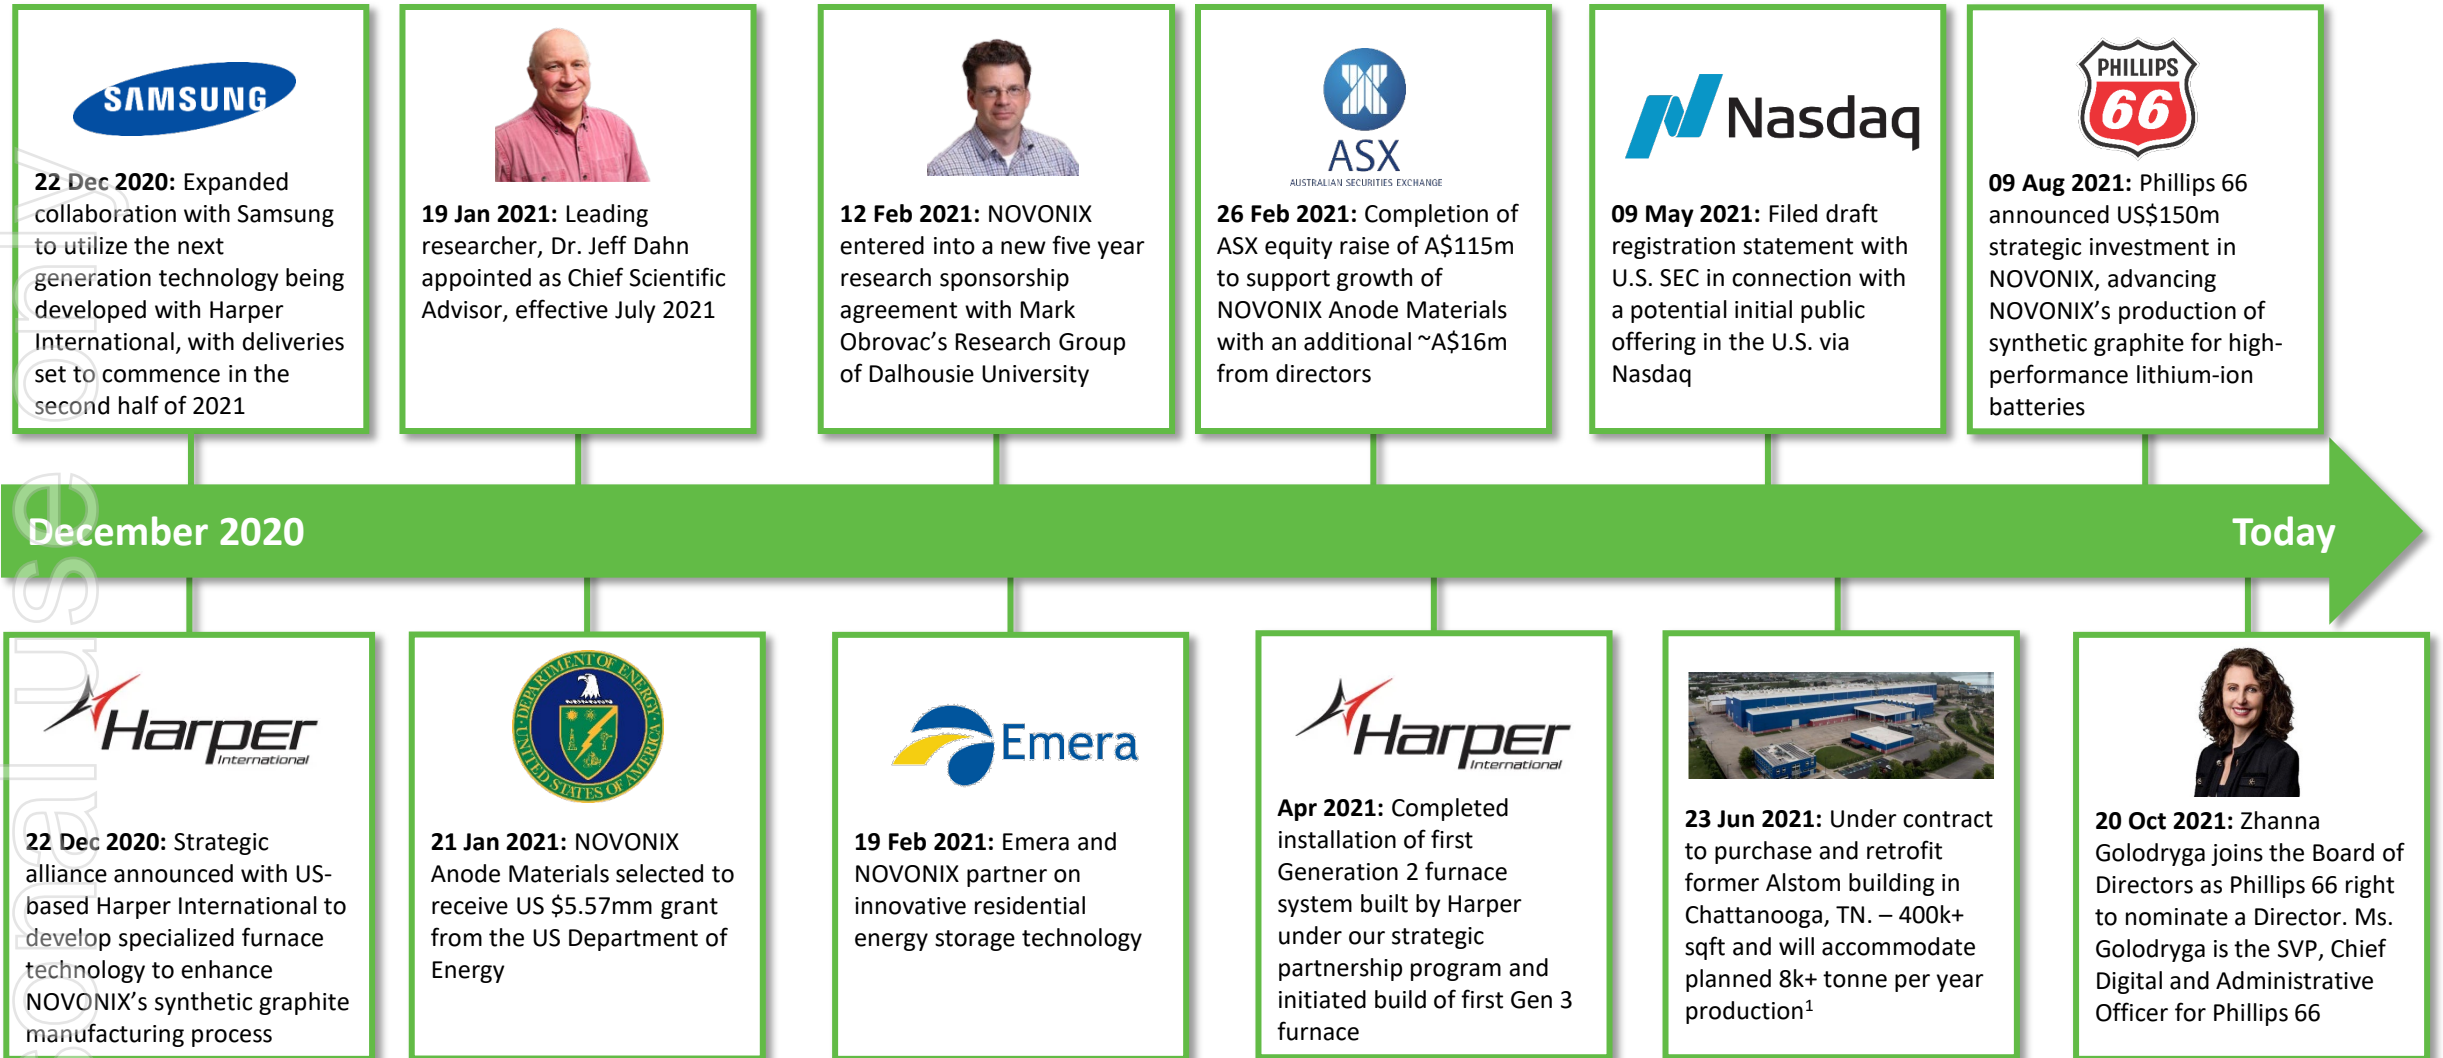 SAMSUNG
22 Dec 2020: Expanded
collaboration with Samsung
to utilize the next
generation technology being
developed with Harper
International, with deliveries
set to commence in the
second half of 2021
19 Jan 2021: Leading
researcher, Dr. Jeff Dahn
appointed as Chief Scientific
Advisor, effective July 2021
12 Feb 2021: NOVONIX
entered into a new five year
research sponsorship
agreement with Mark
Obrovac’s Research Group
of Dalhousie University
ASX
AUSTRALIAN SECURITIES EXCHANGE
26 Feb 2021: Completion of
ASX equity raise of A$115m
to support growth of
NOVONIX Anode Materials
with an additional ~A$16m
from directors
Nasdaq
09 May 2021: Filed draft
registration statement with
U.S. SEC in connection with
a potential initial public
offering in the U.S. via
Nasdaq
PHILLIPS
66
09 Aug 2021: Phillips 66
announced US$150m
strategic investment in
NOVONIX, advancing
NOVONIX’s production of
synthetic graphite for high-
performance lithium-ion
batteries
December 2020
Today
Harper
International
22 Dec 2020: Strategic
alliance announced with US-
based Harper International to
develop specialized furnace
technology to enhance
NOVONIX’s synthetic graphite
manufacturing process
DEPARTMENT OF ENERGY
UNITED STATES OF AMERICA
21 Jan 2021: NOVONIX
Anode Materials selected to
receive US $5.57mm grant
from the US Department of
Energy
Emera
19 Feb 2021: Emera and
NOVONIX partner on
innovative residential
energy storage technology
Harper
International
Apr 2021: Completed
installation of first
Generation 2 furnace
system built by Harper
under our strategic
partnership program and
initiated build of first Gen 3
furnace
23 Jun 2021: Under contract
to purchase and retrofit
former Alstom building in
Chattanooga, TN. – 400k+
sqft and will accommodate
planned 8k+ tonne per year
production¹
20 Oct 2021: Zhanna
Golodryga joins the Board of
Directors as Phillips 66 right
to nominate a Director. Ms.
Golodryga is the SVP, Chief
Digital and Administrative
Officer for Phillips 66
sonal use only